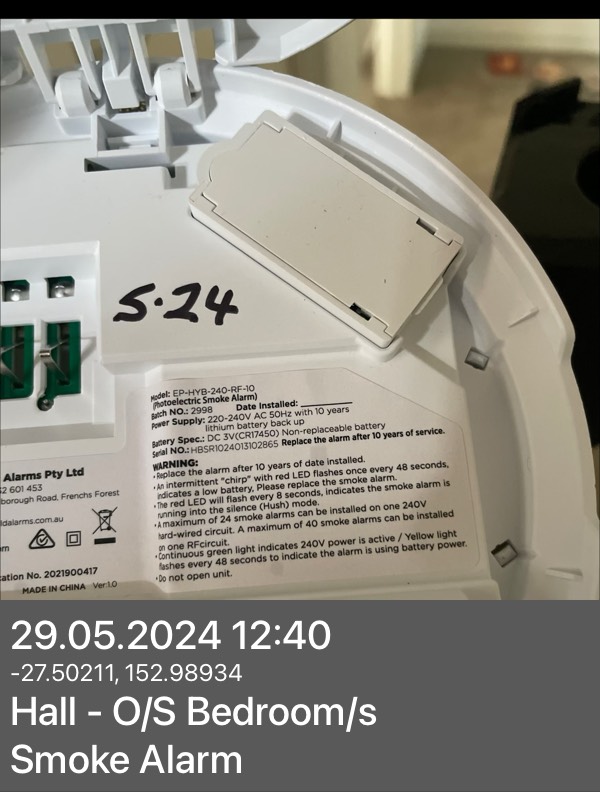 5.24
Model: EP-HYB-240-RF-10
(Photoelectric Smoke Alarm)
Batch NO.: 2998 Date Installed:
Power Supply: 220-240V AC 50Hz with 10 years
lithium battery back up
Battery Spec.: DC 3V(CR17450) Non-replaceable battery
Serial NO.: HBSR1024013102865 Replace the alarm after 10 years of service.
WARNING:
• Replace the alarm after 10 years of date installed.
• An intermittent "chirp" with red LED flashes once every 48 seconds,
indicates a low battery, Please replace the smoke alarm.
• The red LED will flash every 8 seconds, indicates the smoke alarm is
running into the silence (Hush) mode.
• A maximum of 24 smoke alarms can be installed on one 240V
hard-wired circuit. A maximum of 40 smoke alarms can be installed
on one RFcircuit.
• Continuous green light indicates 240V power is active / Yellow light
flashes every 48 seconds to indicate the alarm is using battery power.
• Do not open unit.
Alarms Pty Ltd
2 601 453
borough Road, Frenchs Forest
ldalarms.com.au
ation No. 2021900417
MADE IN CHINA Ver1.0
29.05.2024 12:40
-27.50211, 152.98934
Hall - O/S Bedroom/s
Smoke Alarm